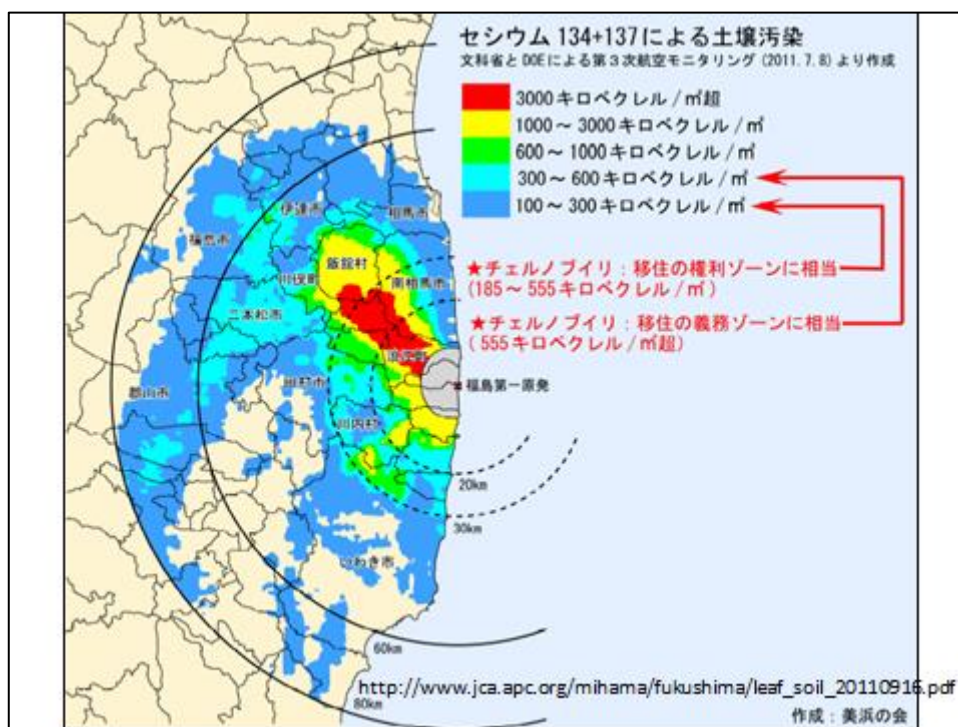 セシウム 134+137による土壌汚染
文科省とDOEによる第3次航空モニタリング (2011.7.8) より作成
3000キロベクレル/㎡超
1000～3000キロベクレル/㎡
600～1000キロベクレル/㎡
300～600キロベクレル/㎡
100～300キロベクレル/㎡
★チェルノブイリ：移住の権利ゾーンに相当
(185～555キロベクレル/㎡)
★チェルノブイリ：移住の義務ゾーンに相当
(555キロベクレル/㎡超)
伊達市
相馬市
福島市
飯舘村
川俣町
南相馬市
二本松市
浪江町
福島第一原発
田村市
郡山市
川内村
いわき市
20km
30km
60km
80km
http://www.jca.apc.org/mihama/fukushima/leaf_soil_20110916.pdf
作成：美浜の会